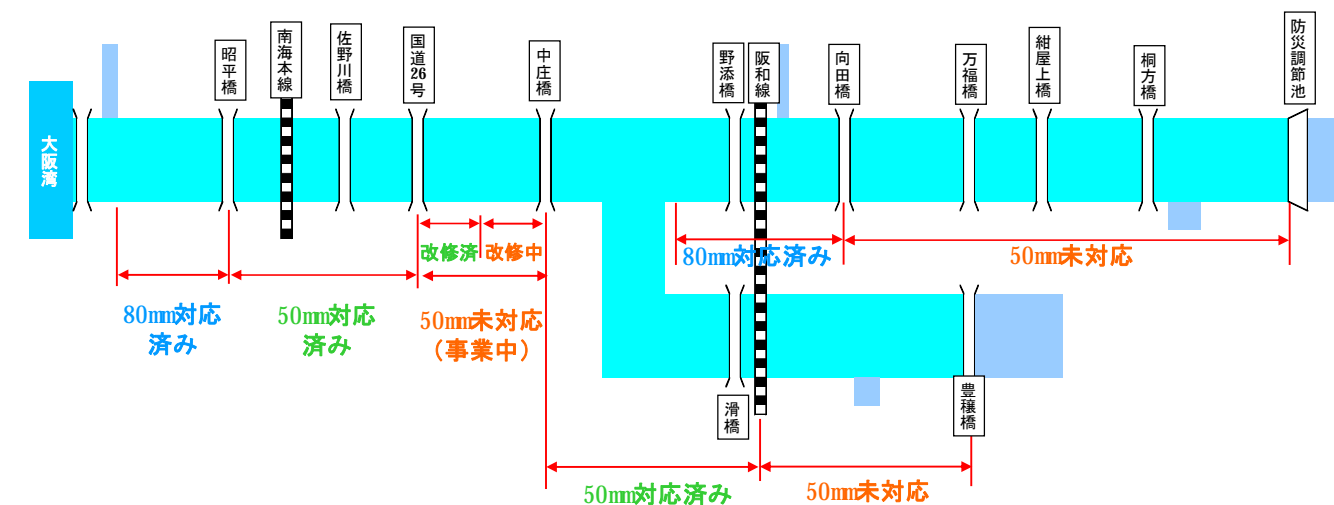 大阪湾
昭平橋
南海本線
佐野川橋
国道26号
中庄橋
野添橋
阪和線
向田橋
万福橋
紺屋上橋
桐方橋
防災調節池
改修済
改修中
80mm対応済み
50mm未対応
80mm対応
済み
50mm対応
済み
50mm未対応
(事業中)
滑橋
豊穣橋
50mm対応済み
50mm未対応